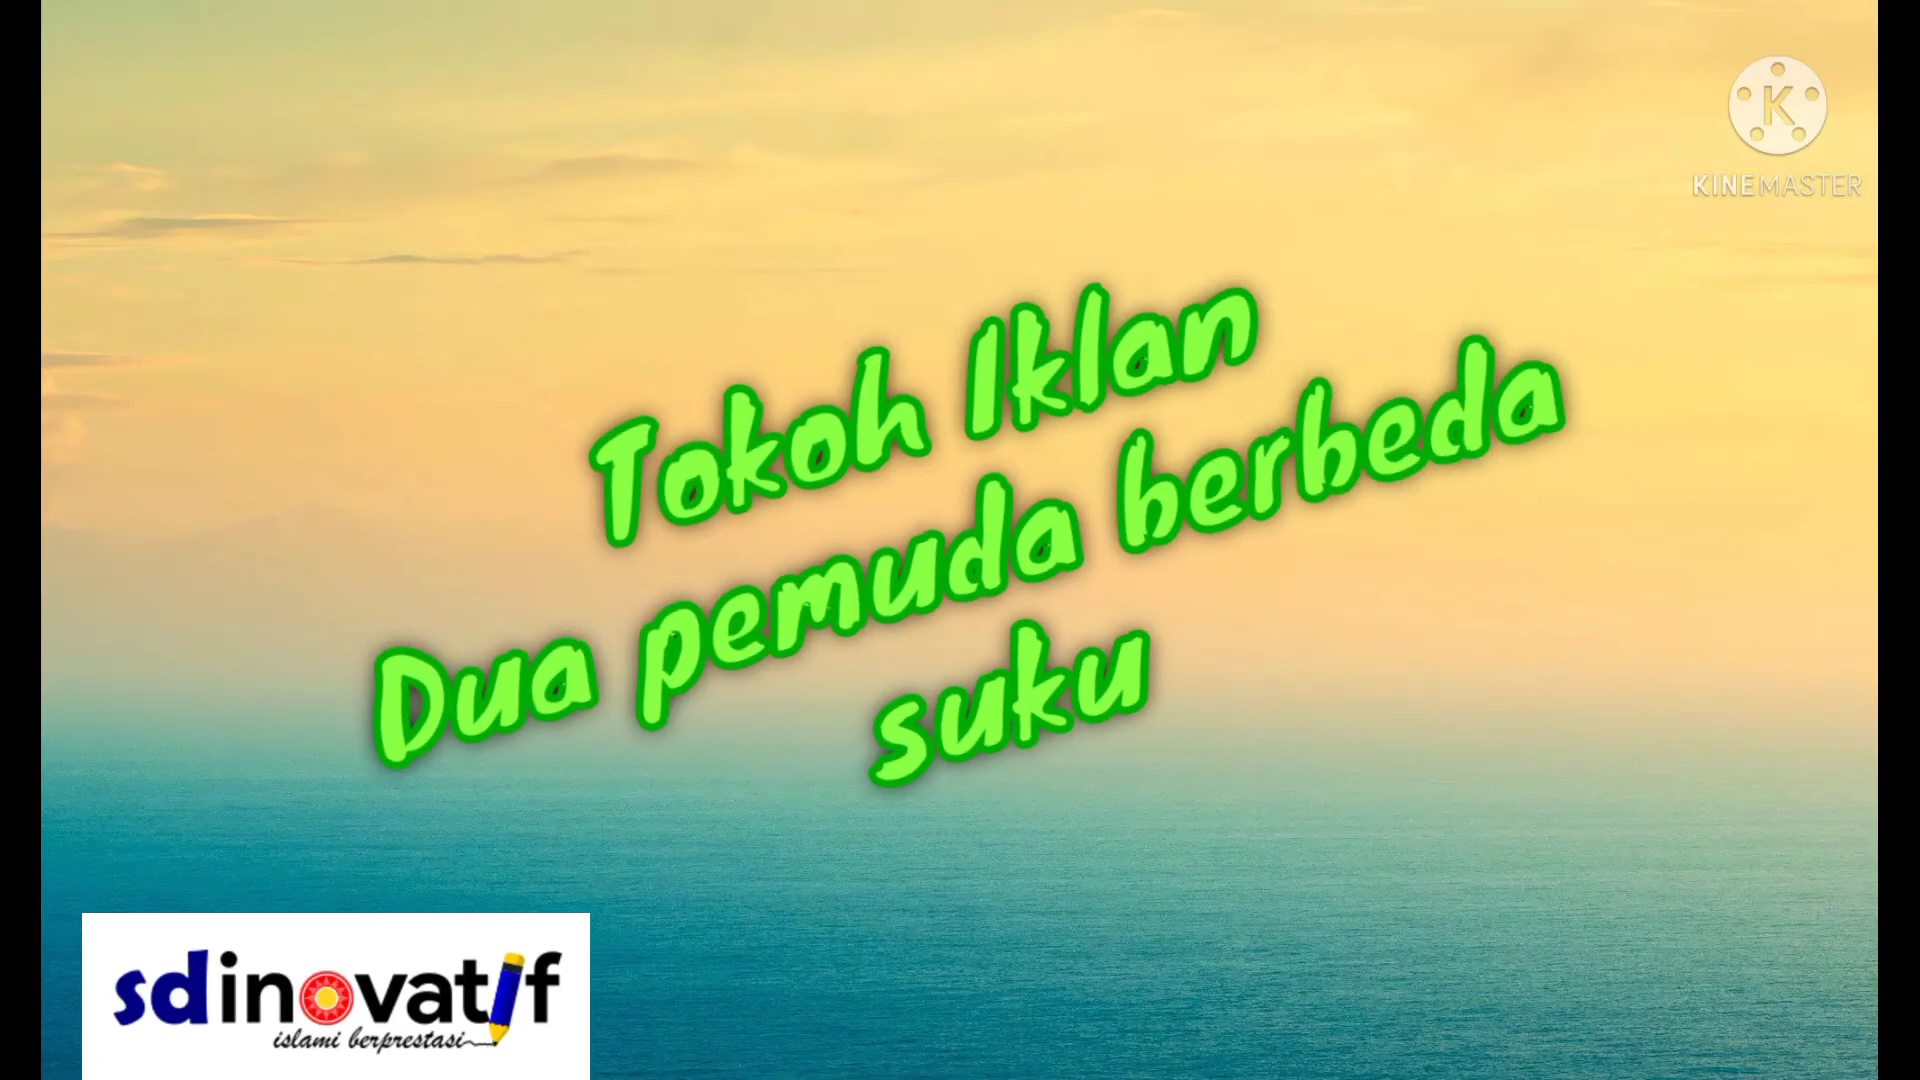 KINEMASTER
Tokoh Iklan
Dua pemuda berbeda
suku
sdinovatif
islami berprestasi